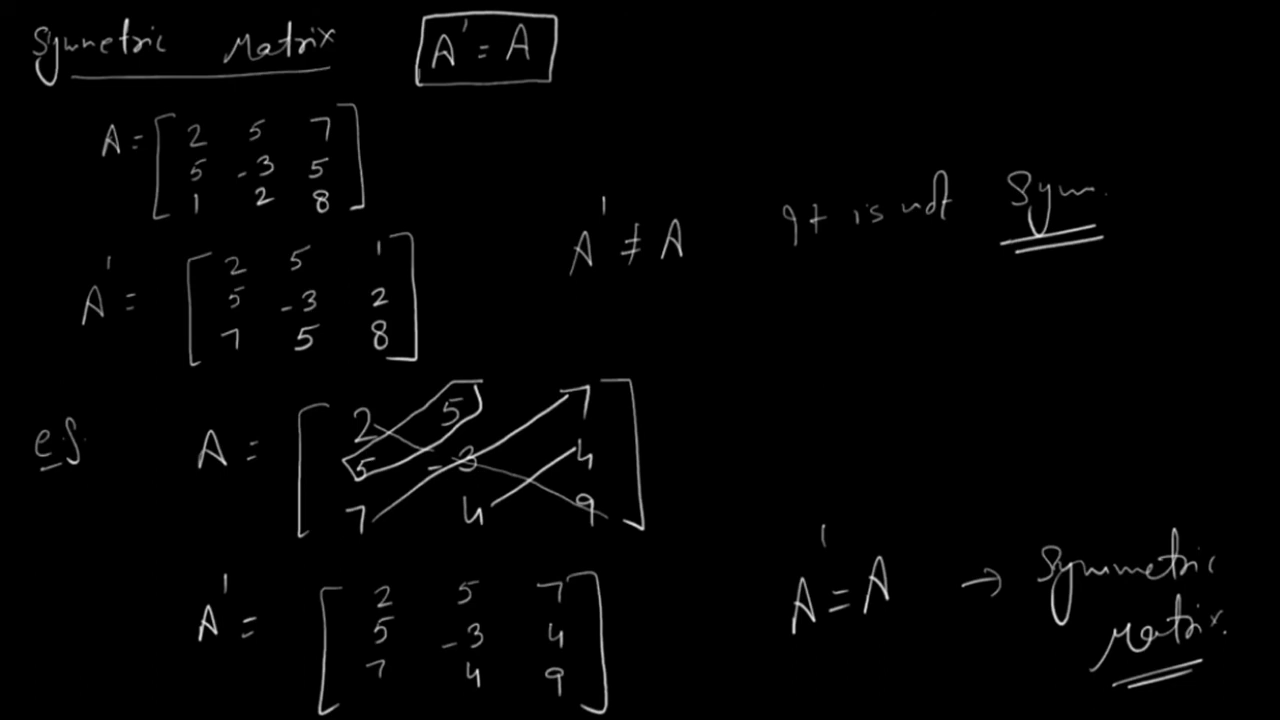 Symmetric Matrix A' = A
A = [ 2 5 7
5 -3 5
1 2 8 ]
A' = [ 2 5 1
5 -3 2
7 5 8 ]
A' ≠ A It is not Sym.
e.g. A = [ 2 5 7
5 -3 4
7 4 9 ]
A' = [ 2 5 7
5 -3 4
7 4 9 ]
A' = A → Symmetric
Matrix.